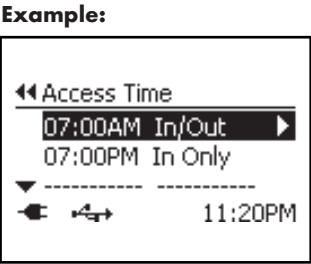 Example:
Access Time
07:00AM In/Out
07:00PM In Only
----------- -----------
11:20PM